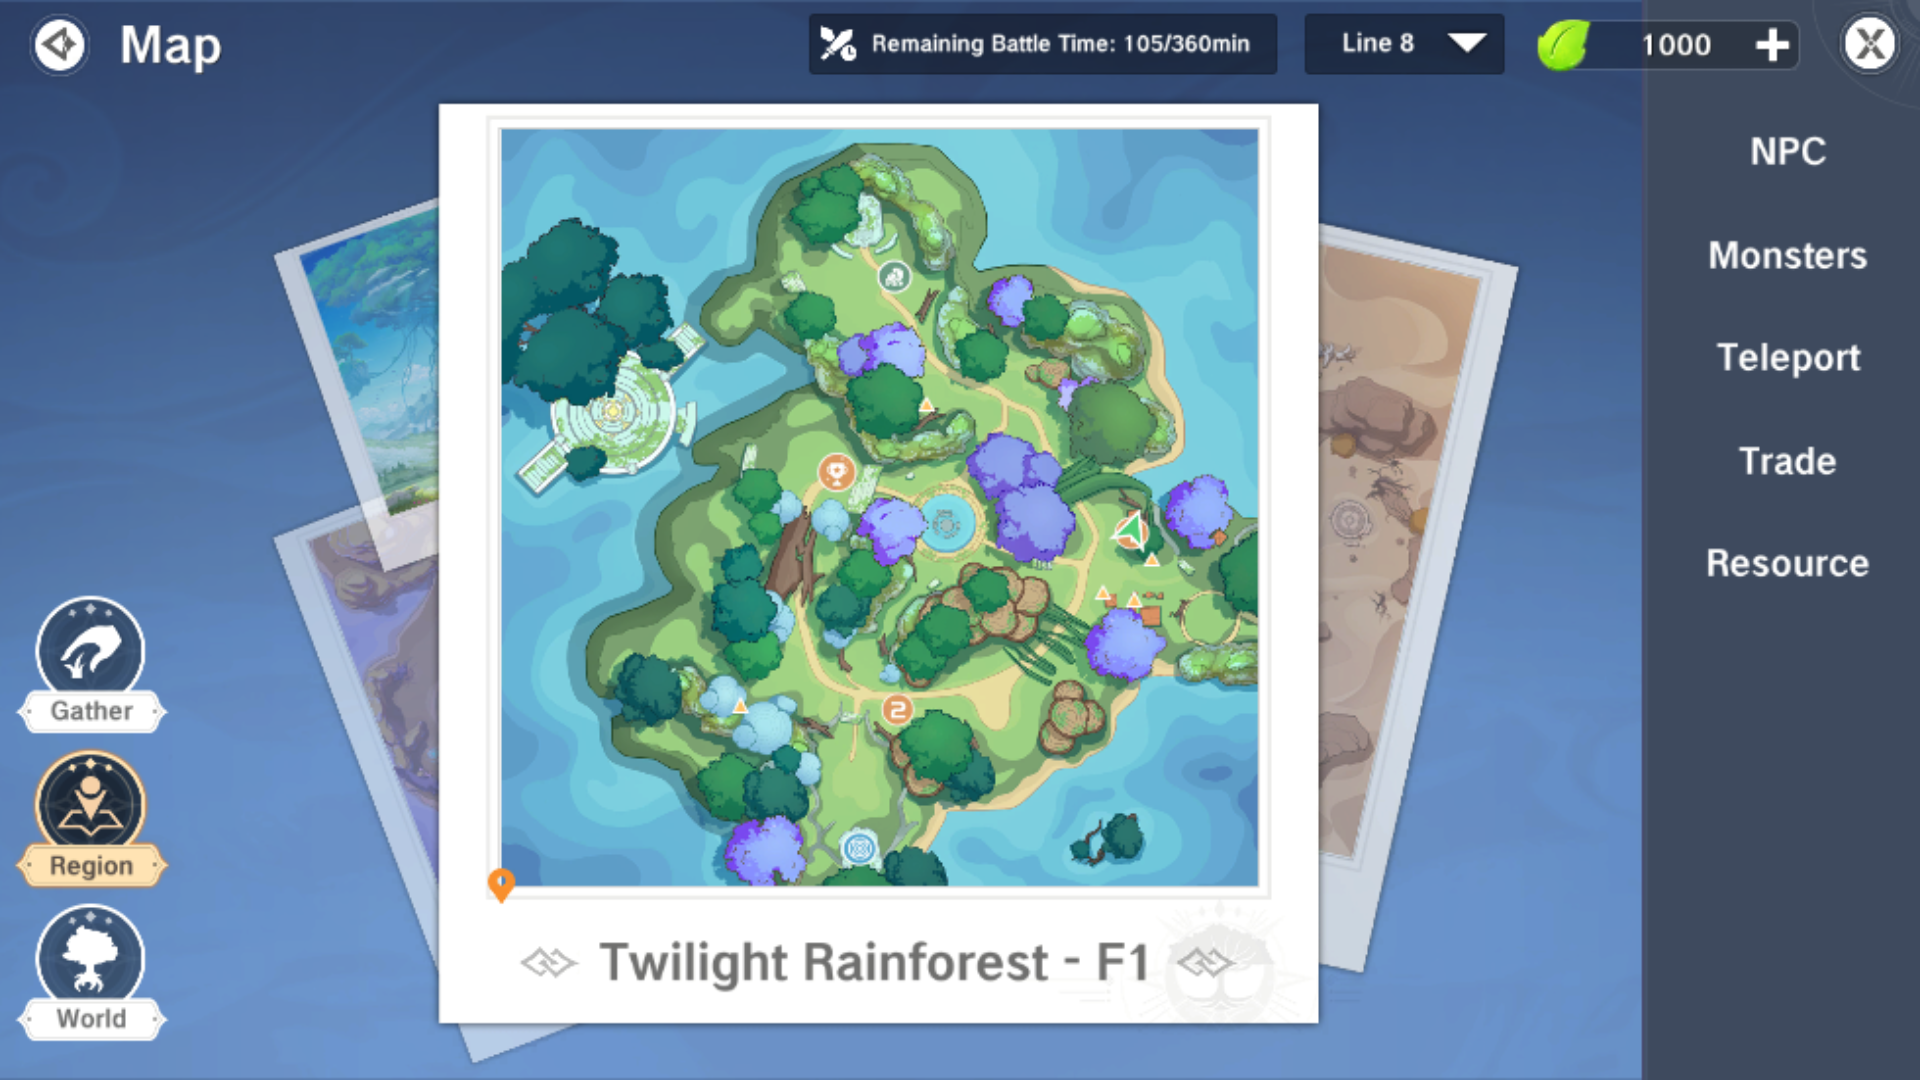 Map
Remaining Battle Time: 105/360min
Line 8
1000
X
NPC
Monsters
Teleport
Trade
Resource
2
Gather
Region
World
Twilight Rainforest - F1